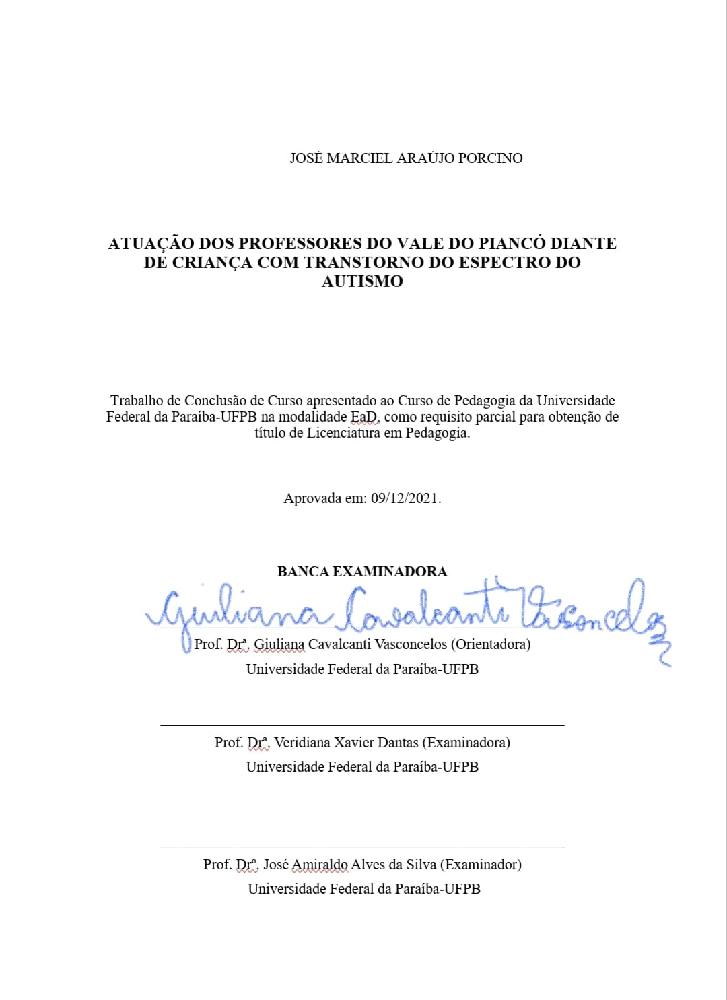 JOSÉ MARCIEL ARAÚJO PORCINO
ATUAÇÃO DOS PROFESSORES DO VALE DO PIANCÓ DIANTE
DE CRIANÇA COM TRANSTORNO DO ESPECTRO DO
AUTISMO
Trabalho de Conclusão de Curso apresentado ao Curso de Pedagogia da Universidade
Federal da Paraíba-UFPB na modalidade EaD, como requisito parcial para obtenção de
título de Licenciatura em Pedagogia.
Aprovada em: 09/12/2021.
BANCA EXAMINADORA
Giuliana Cavalcanti Vasconcelos
Prof. Drª. Giuliana Cavalcanti Vasconcelos (Orientadora)
Universidade Federal da Paraíba-UFPB
Prof. Drª. Veridiana Xavier Dantas (Examinadora)
Universidade Federal da Paraíba-UFPB
Prof. Drº. José Amiraldo Alves da Silva (Examinador)
Universidade Federal da Paraíba-UFPB